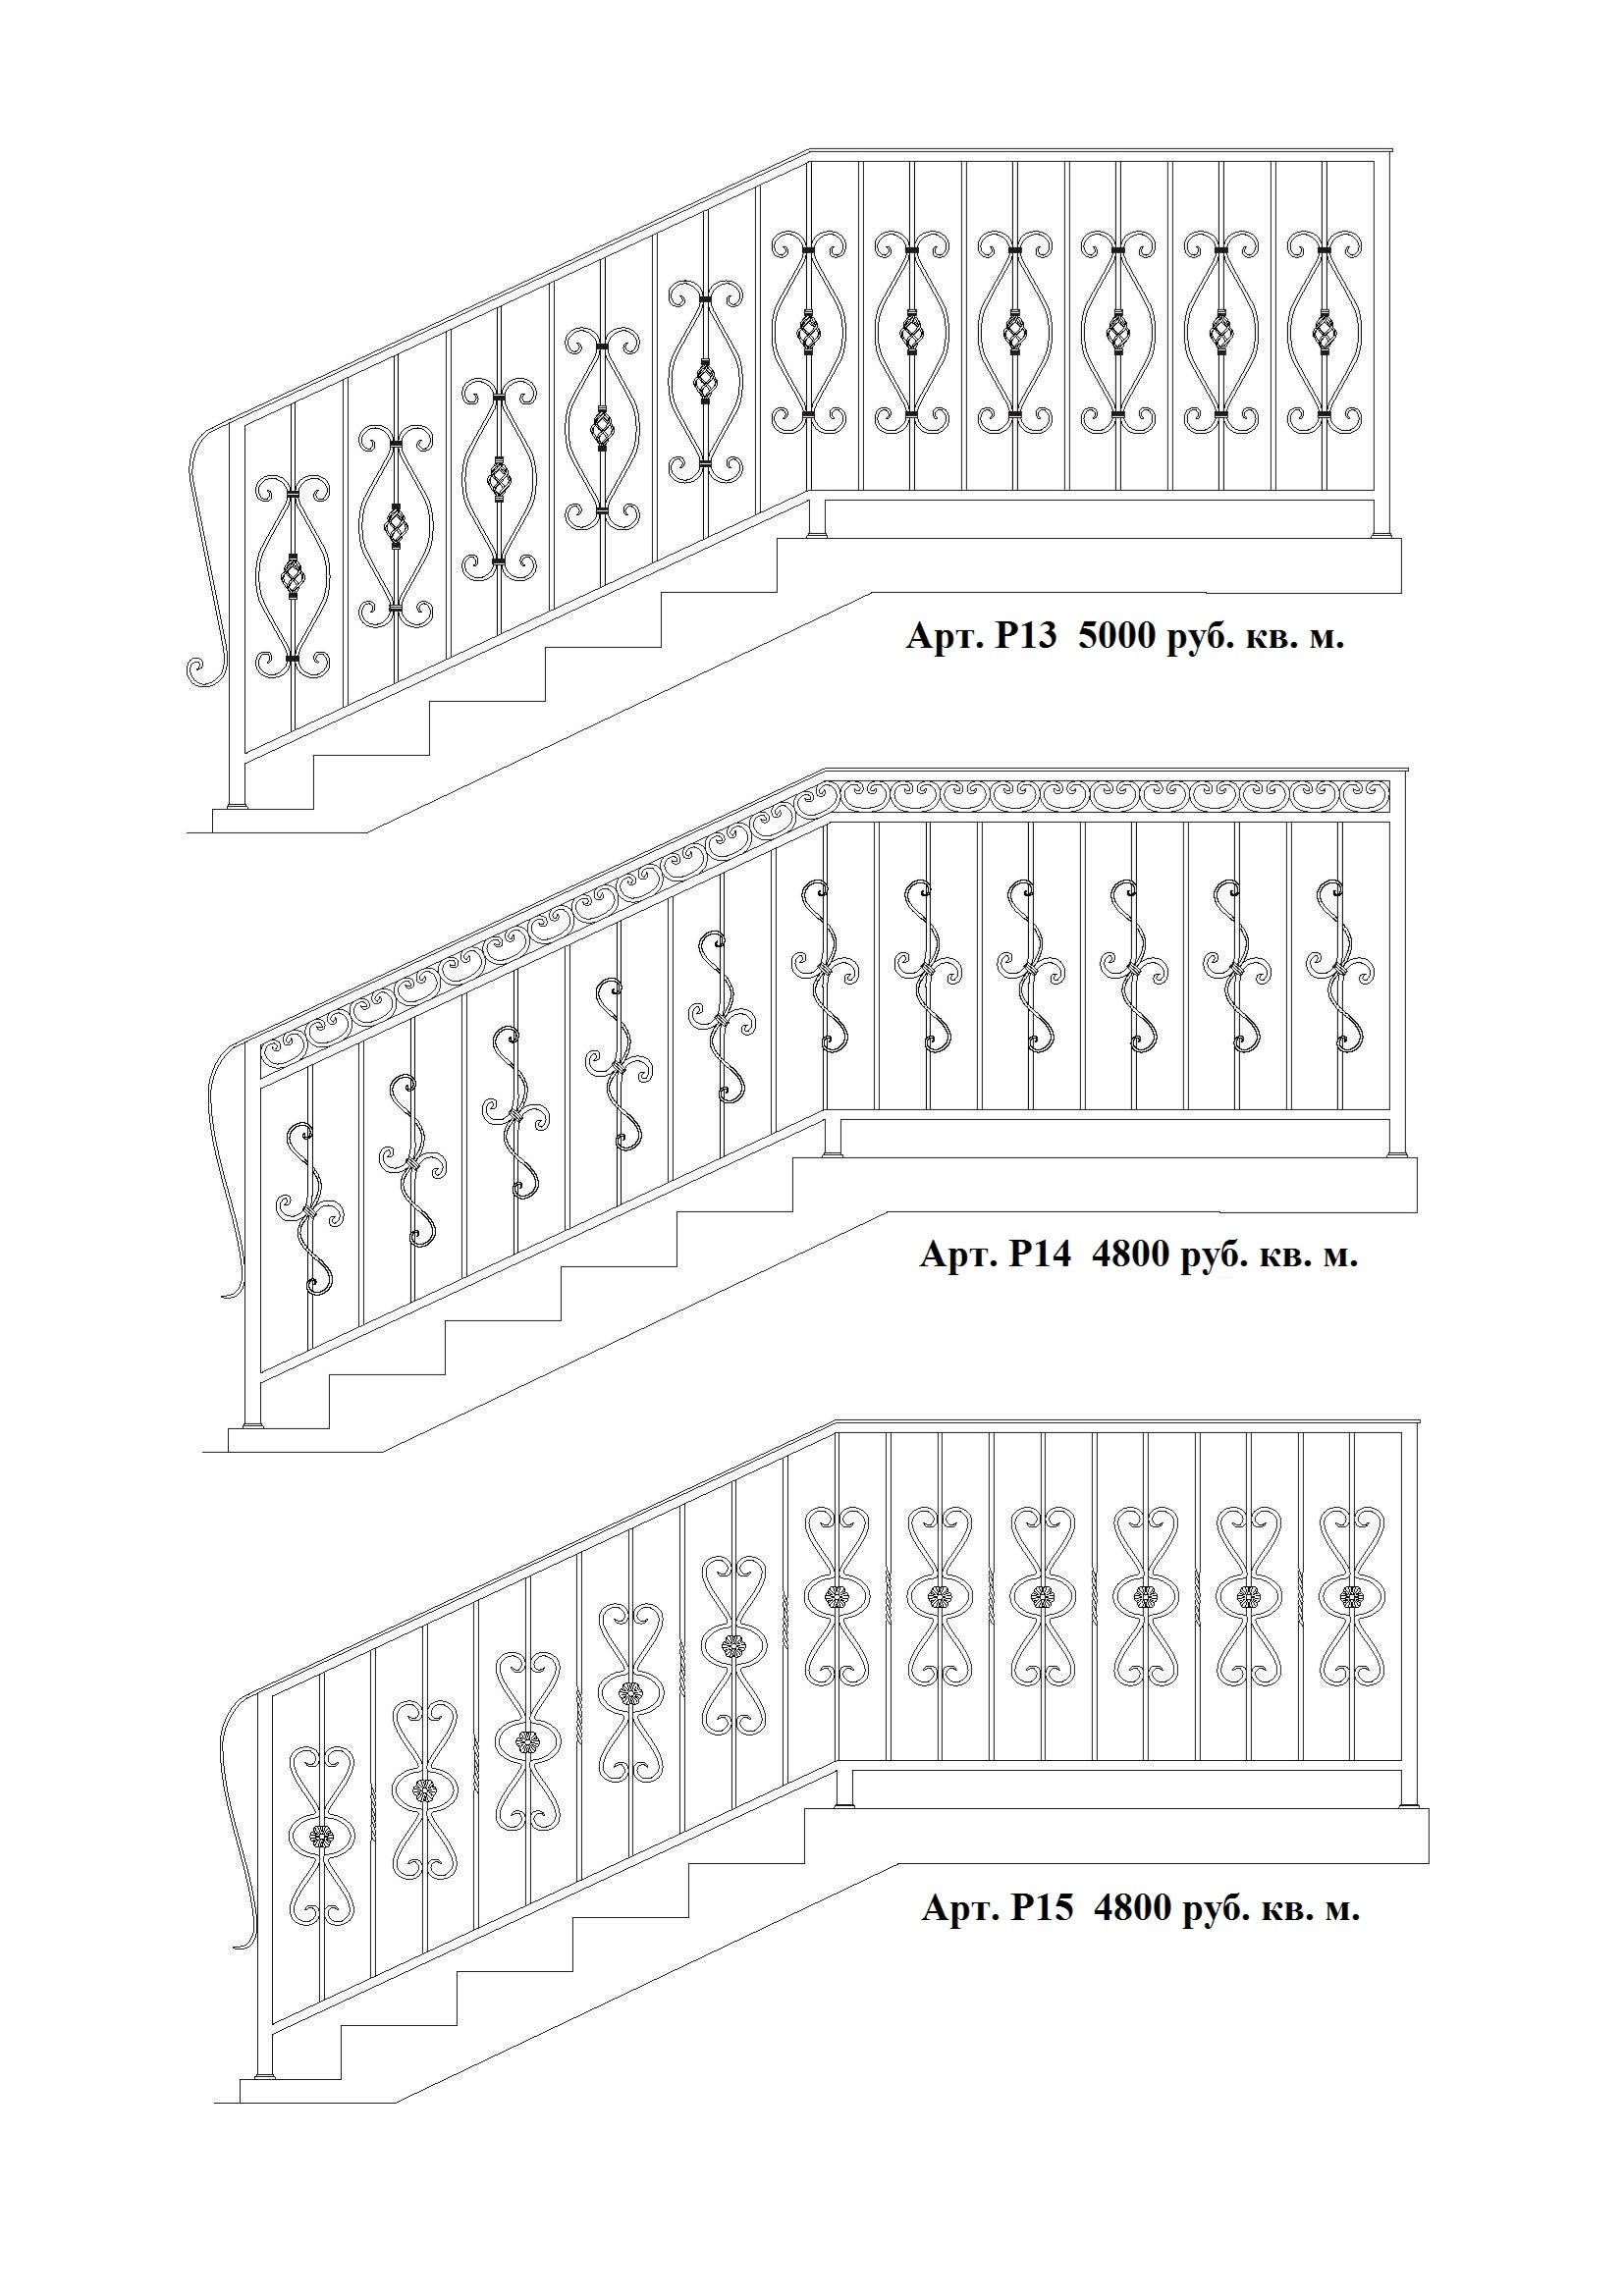 Арт. Р13  5000 руб. кв. м.
Арт. Р14  4800 руб. кв. м.
Арт. Р15  4800 руб. кв. м.